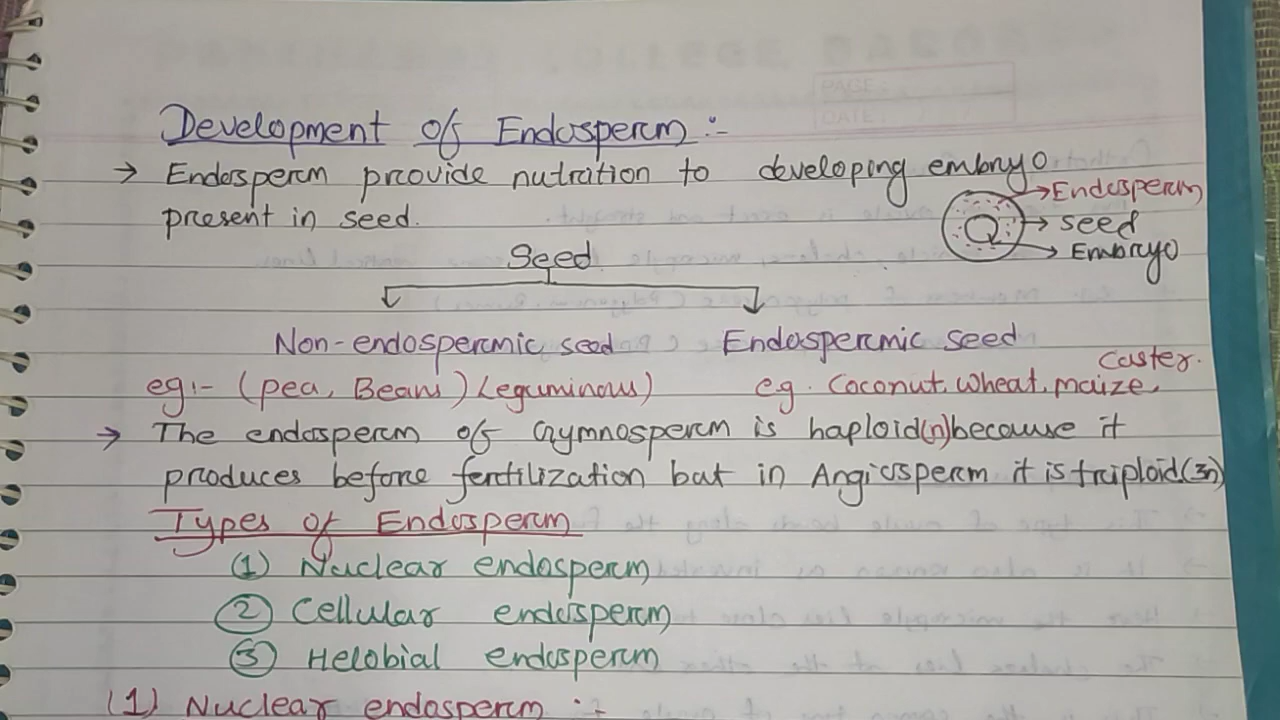 PAGE:
DATE:
Development of Endosperm :-
→ Endosperm provide nutration to developing embryo
present in seed.
→ Endosperm
→ seed
→ Embryo
Seed
Non-endospermic seed Endospermic seed
eg:- (pea, Beans) Leguminous) e.g. Coconut, wheat, maize, Caster.
→ The endosperm of Gymnosperm is haploid(n) because it
produces before fertilization but in Angiosperm it is triploid(3n)
Types of Endosperm
(1) Nuclear endosperm
(2) Cellular endosperm
(3) Helobial endosperm
(1) Nuclear endosperm :-